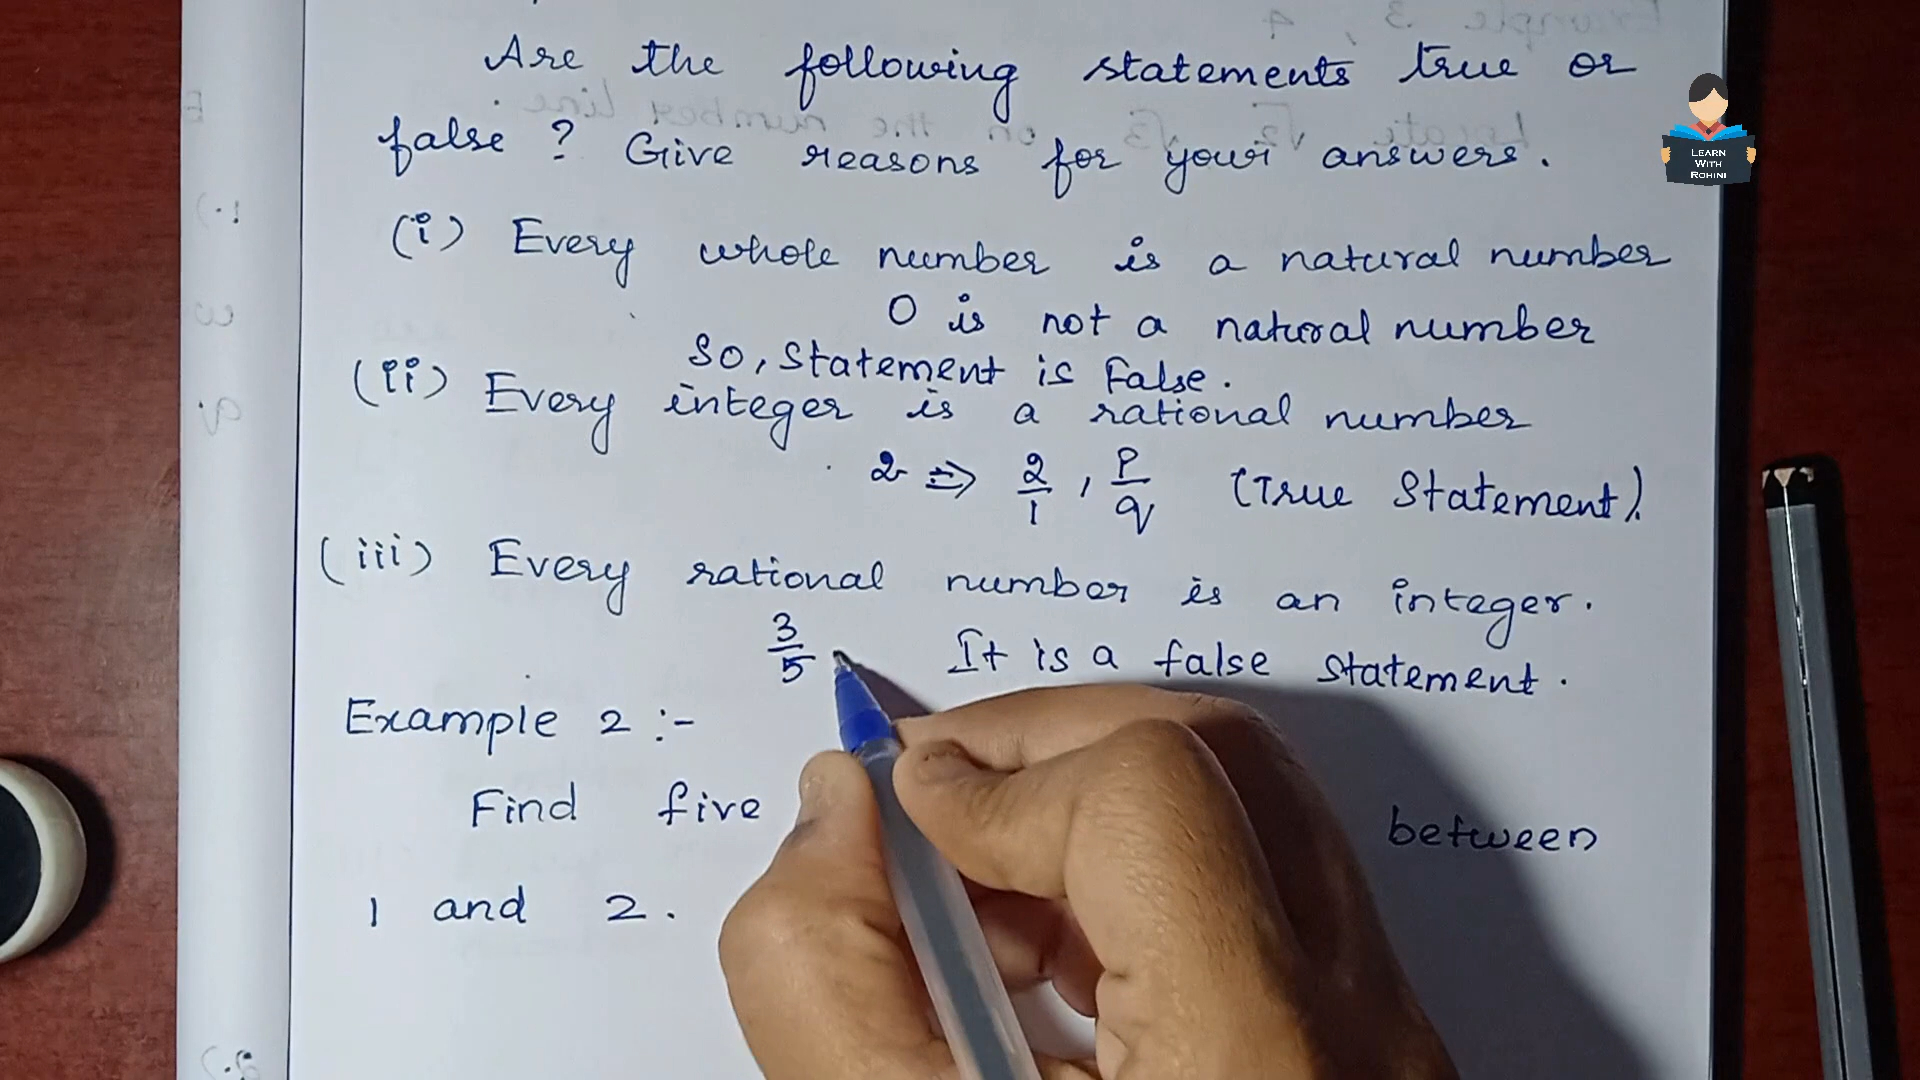 Are the following statements true or
false ? Give reasons for your answers.
(i) Every whole number is a natural number
0 is not a natural number
So, Statement is False.
(ii) Every integer is a rational number
2 ⇒ 2/1 , p/q (True Statement).
(iii) Every rational number is an integer.
3/5 It is a false statement.
Example 2 :-
Find five between
1 and 2.
LEARN
WITH
ROHINI